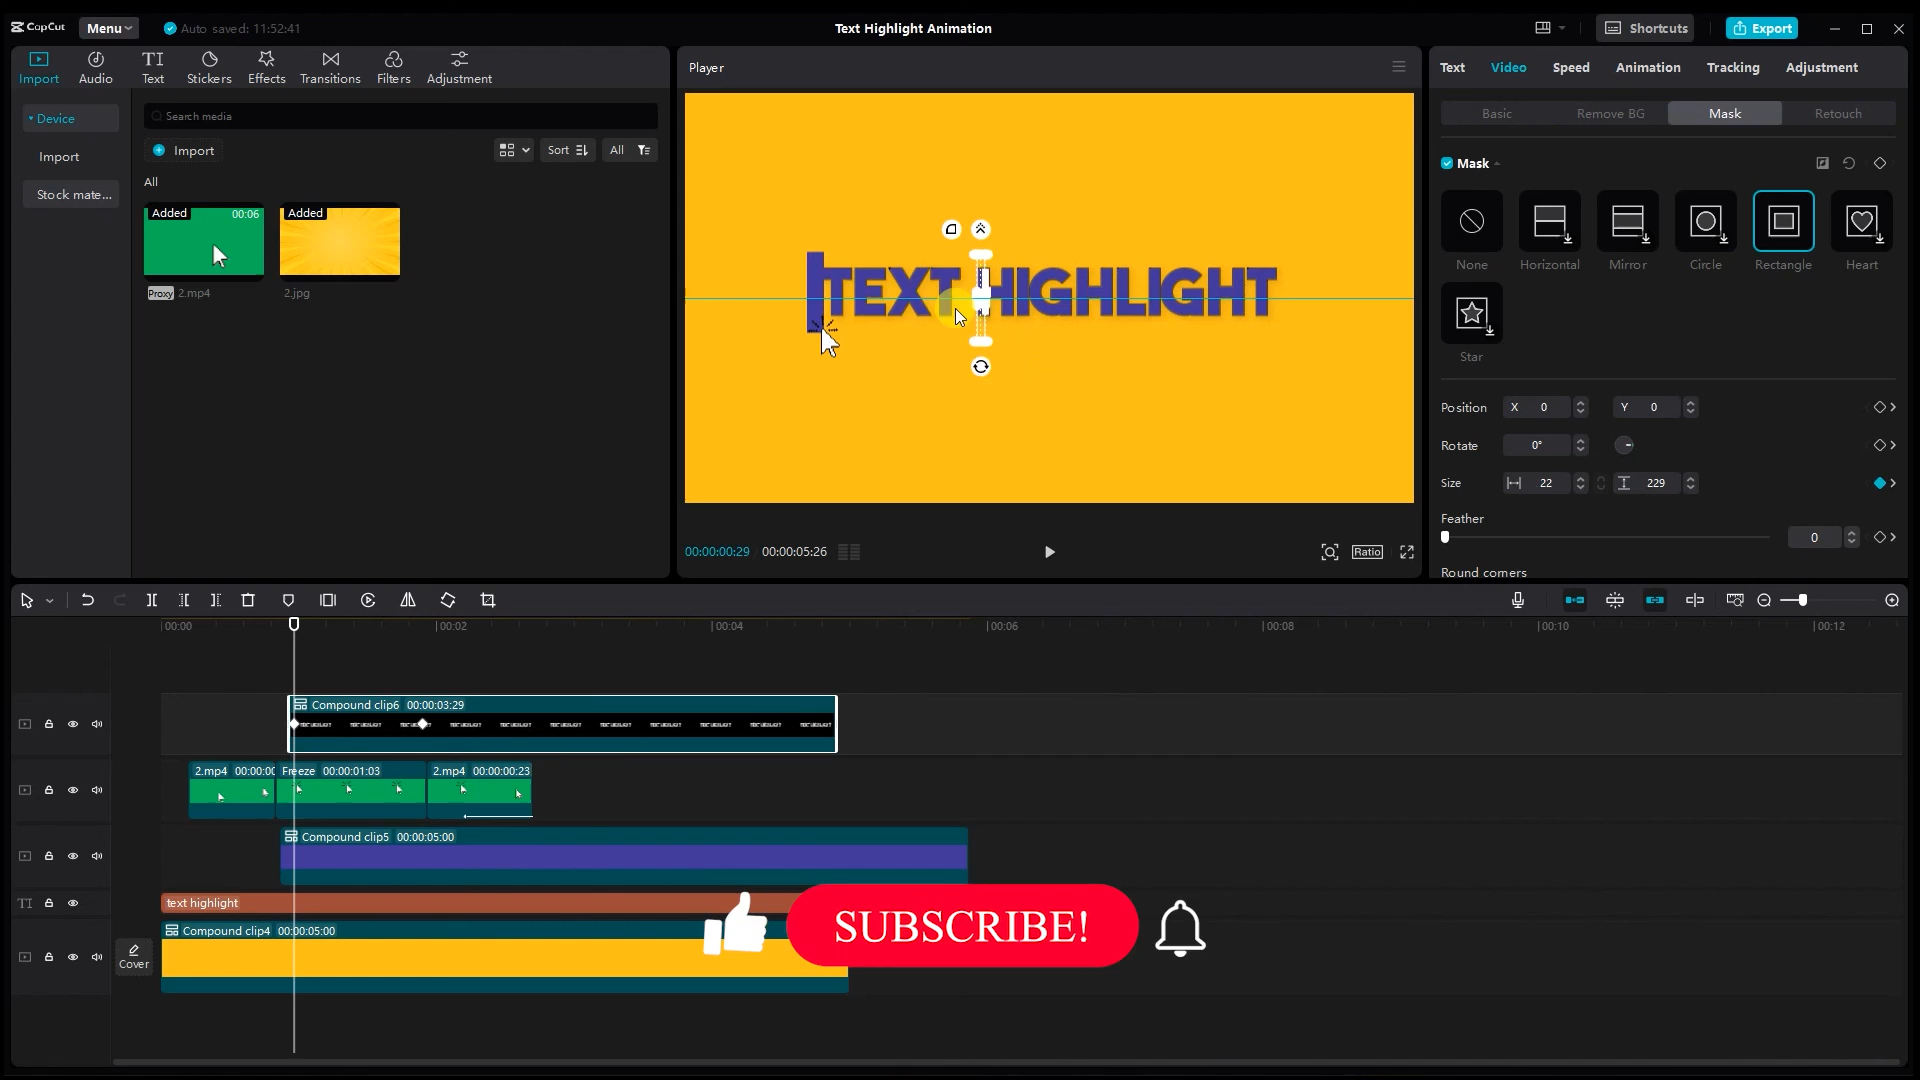 CapCut
Menu
Auto saved: 11:52:41
Text Highlight Animation
Shortcuts
Export
Import
Audio
Text
Stickers
Effects
Transitions
Filters
Adjustment
Device
Import
Stock mate...
Search media
Import
Sort
All
All
Added
00:06
Added
Proxy
2.mp4
2.jpg
Player
TEXT HIGHLIGHT
00:00:00:29
00:00:05:26
Ratio
Text
Video
Speed
Animation
Tracking
Adjustment
Basic
Remove BG
Mask
Retouch
Mask
None
Horizontal
Mirror
Circle
Rectangle
Heart
Star
Position
X 0
Y 0
Rotate
0°
Size
22
229
Feather
0
Round corners
00:00
00:02
00:04
00:06
00:08
00:10
00:12
Compound clip6 00:00:03:29
2.mp4 00:00:00
Freeze 00:00:01:03
2.mp4 00:00:00:23
Compound clip5 00:00:05:00
TI
text highlight
Compound clip4 00:00:05:00
Cover
SUBSCRIBE!